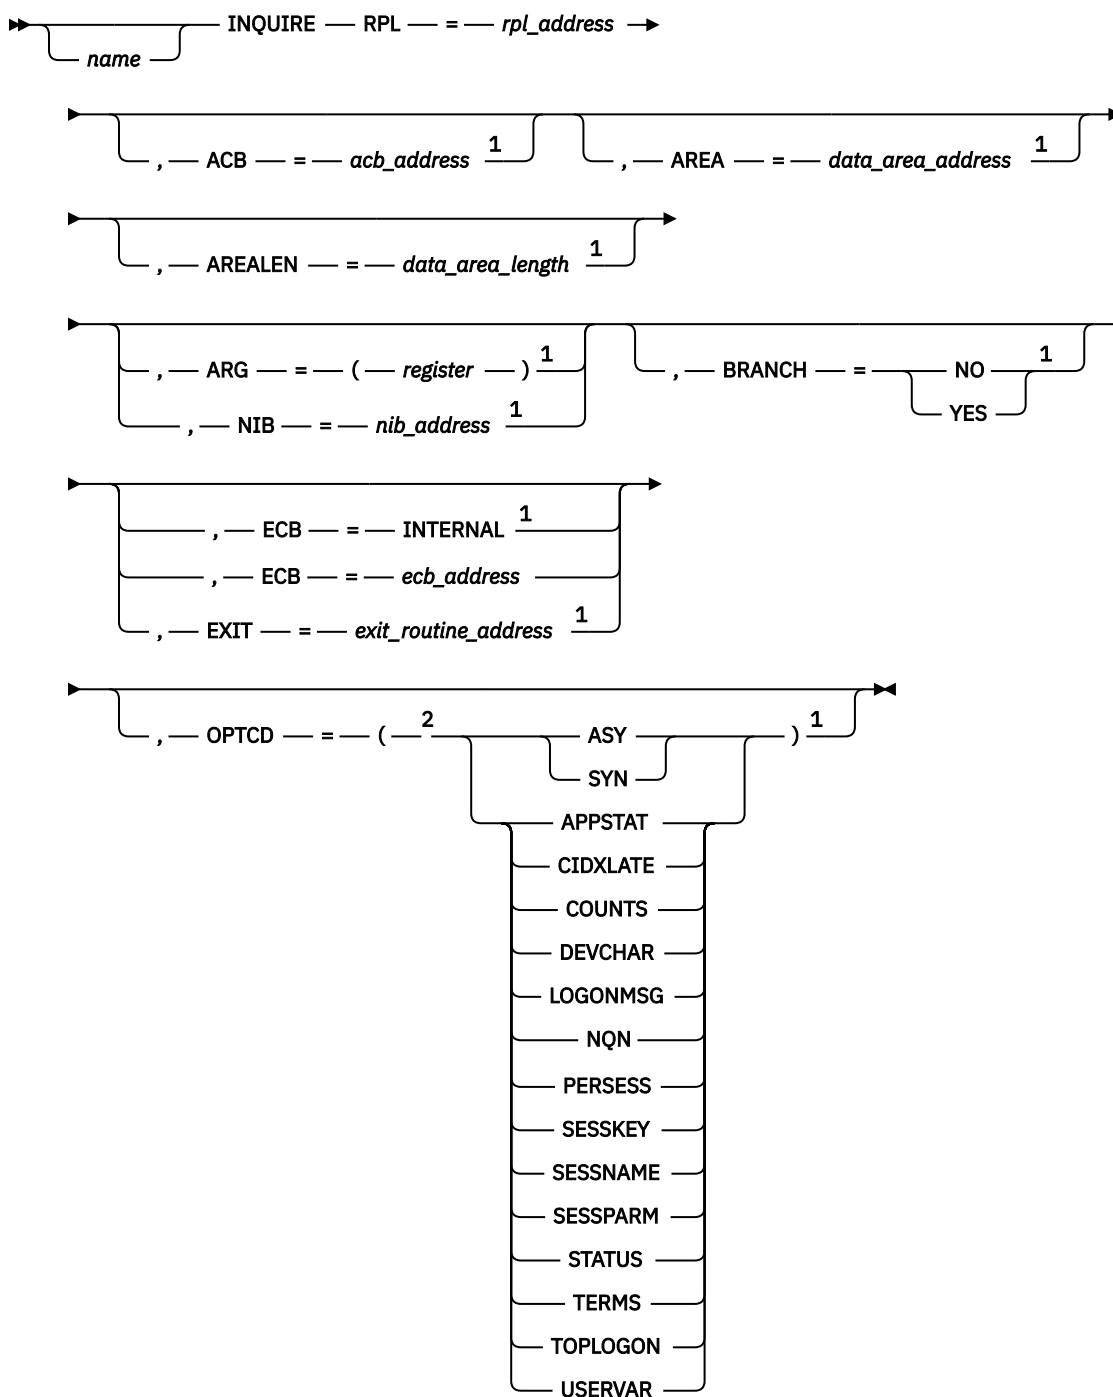 INQUIRE RPL = rpl_address
name
, ACB = acb_address 1 , AREA = data_area_address 1
, AREALEN = data_area_length 1
, ARG = ( register ) 1 , BRANCH = NO 1
, NIB = nib_address 1 YES
, ECB = INTERNAL 1
, ECB = ecb_address
, EXIT = exit_routine_address 1
, OPTCD = ( 2 ASY ) 1
SYN
APPSTAT
CIDXLATE
COUNTS
DEVCHAR
LOGONMSG
NQN
PERSESS
SESSKEY
SESSNAME
SESSPARM
STATUS
TERMS
TOPLOGON
USERVAR